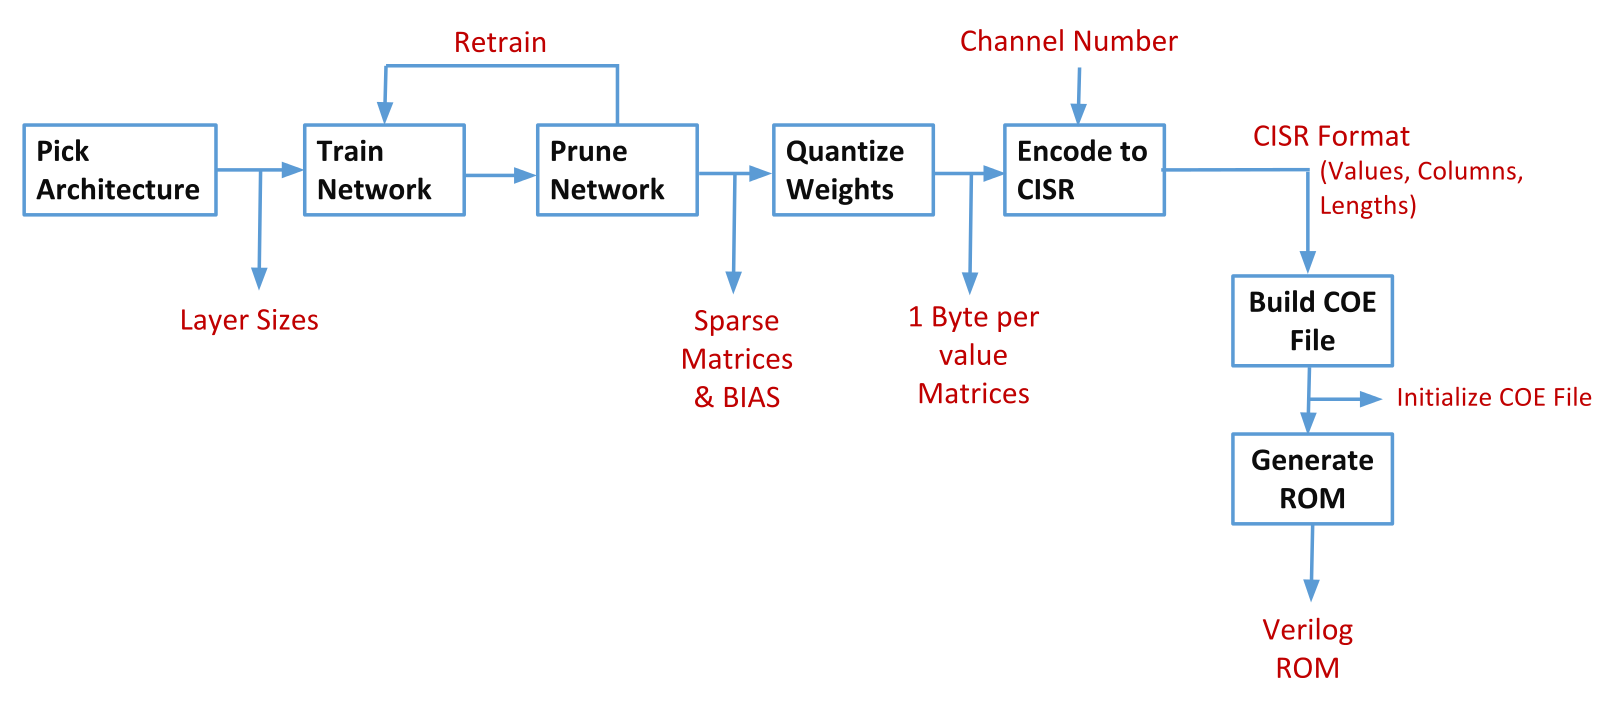 Retrain
Channel Number
Pick
Architecture
Train
Network
Prune
Network
Quantize
Weights
Encode to
CISR
CISR Format
(Values, Columns,
Lengths)
Layer Sizes
Sparse
Matrices
& BIAS
1 Byte per
value
Matrices
Build COE
File
Initialize COE File
Generate
ROM
Verilog
ROM